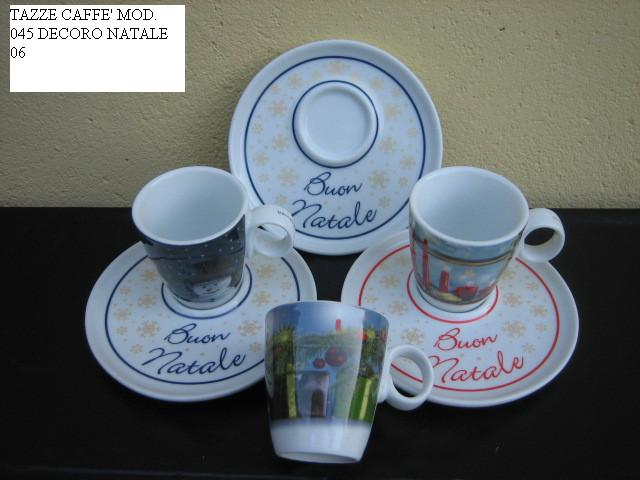 TAZZE CAFFE' MOD.
045 DECORO NATALE
06
Buon
Natale
Buon
Natale
Buon
Natale